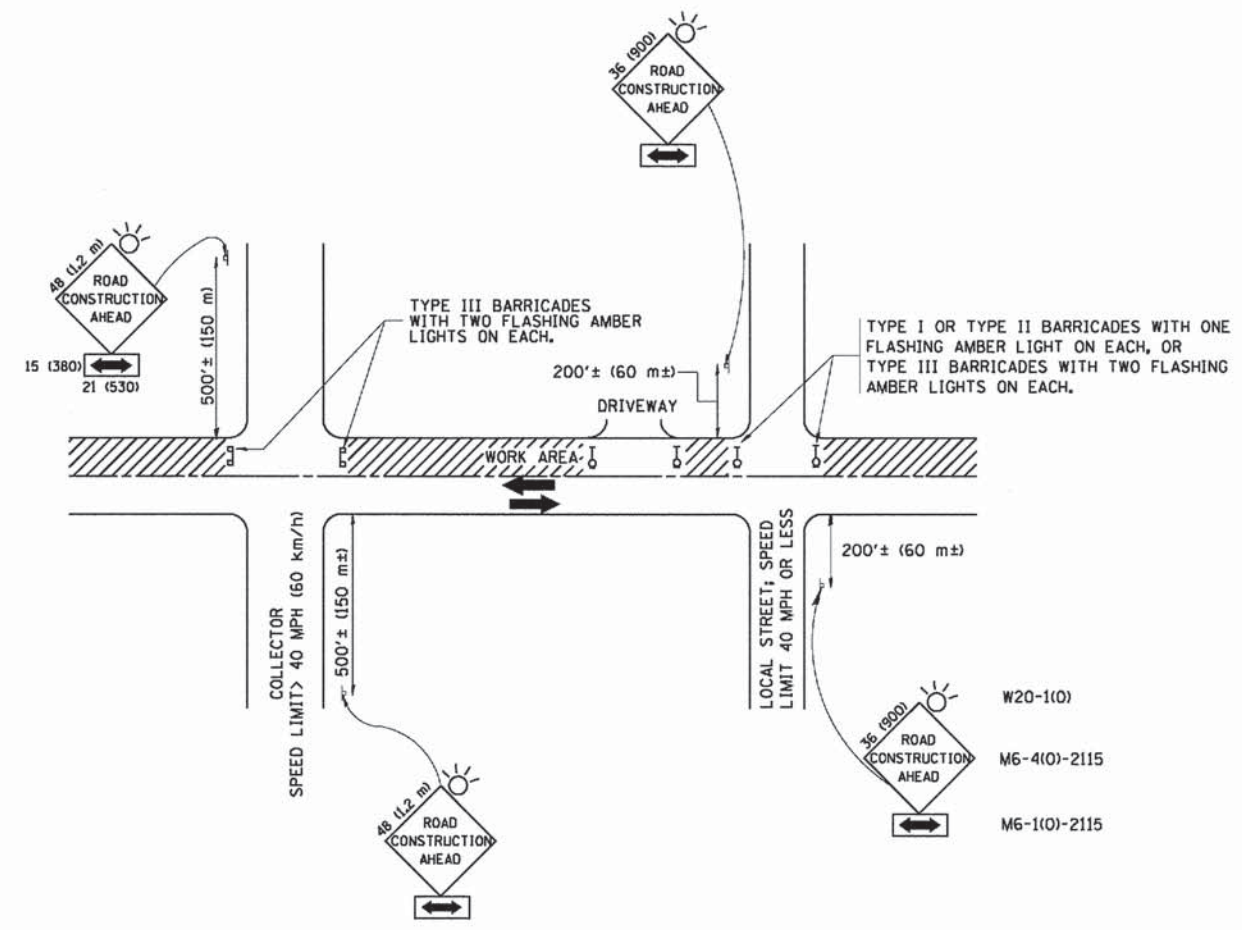 36 (900)
ROAD
CONSTRUCTION
AHEAD
48 (1.2 m)
ROAD
CONSTRUCTION
AHEAD
15 (380)
21 (530)
500'± (150 m)
TYPE III BARRICADES
WITH TWO FLASHING AMBER
LIGHTS ON EACH.
200'± (60 m±)
DRIVEWAY
TYPE I OR TYPE II BARRICADES WITH ONE
FLASHING AMBER LIGHT ON EACH, OR
TYPE III BARRICADES WITH TWO FLASHING
AMBER LIGHTS ON EACH.
WORK AREA
COLLECTOR
SPEED LIMIT> 40 MPH (60 km/h)
500'± (150 m±)
LOCAL STREET; SPEED
LIMIT 40 MPH OR LESS
200'± (60 m±)
48 (1.2 m)
ROAD
CONSTRUCTION
AHEAD
36 (900)
ROAD
CONSTRUCTION
AHEAD
W20-1(O)
M6-4(O)-2115
M6-1(O)-2115